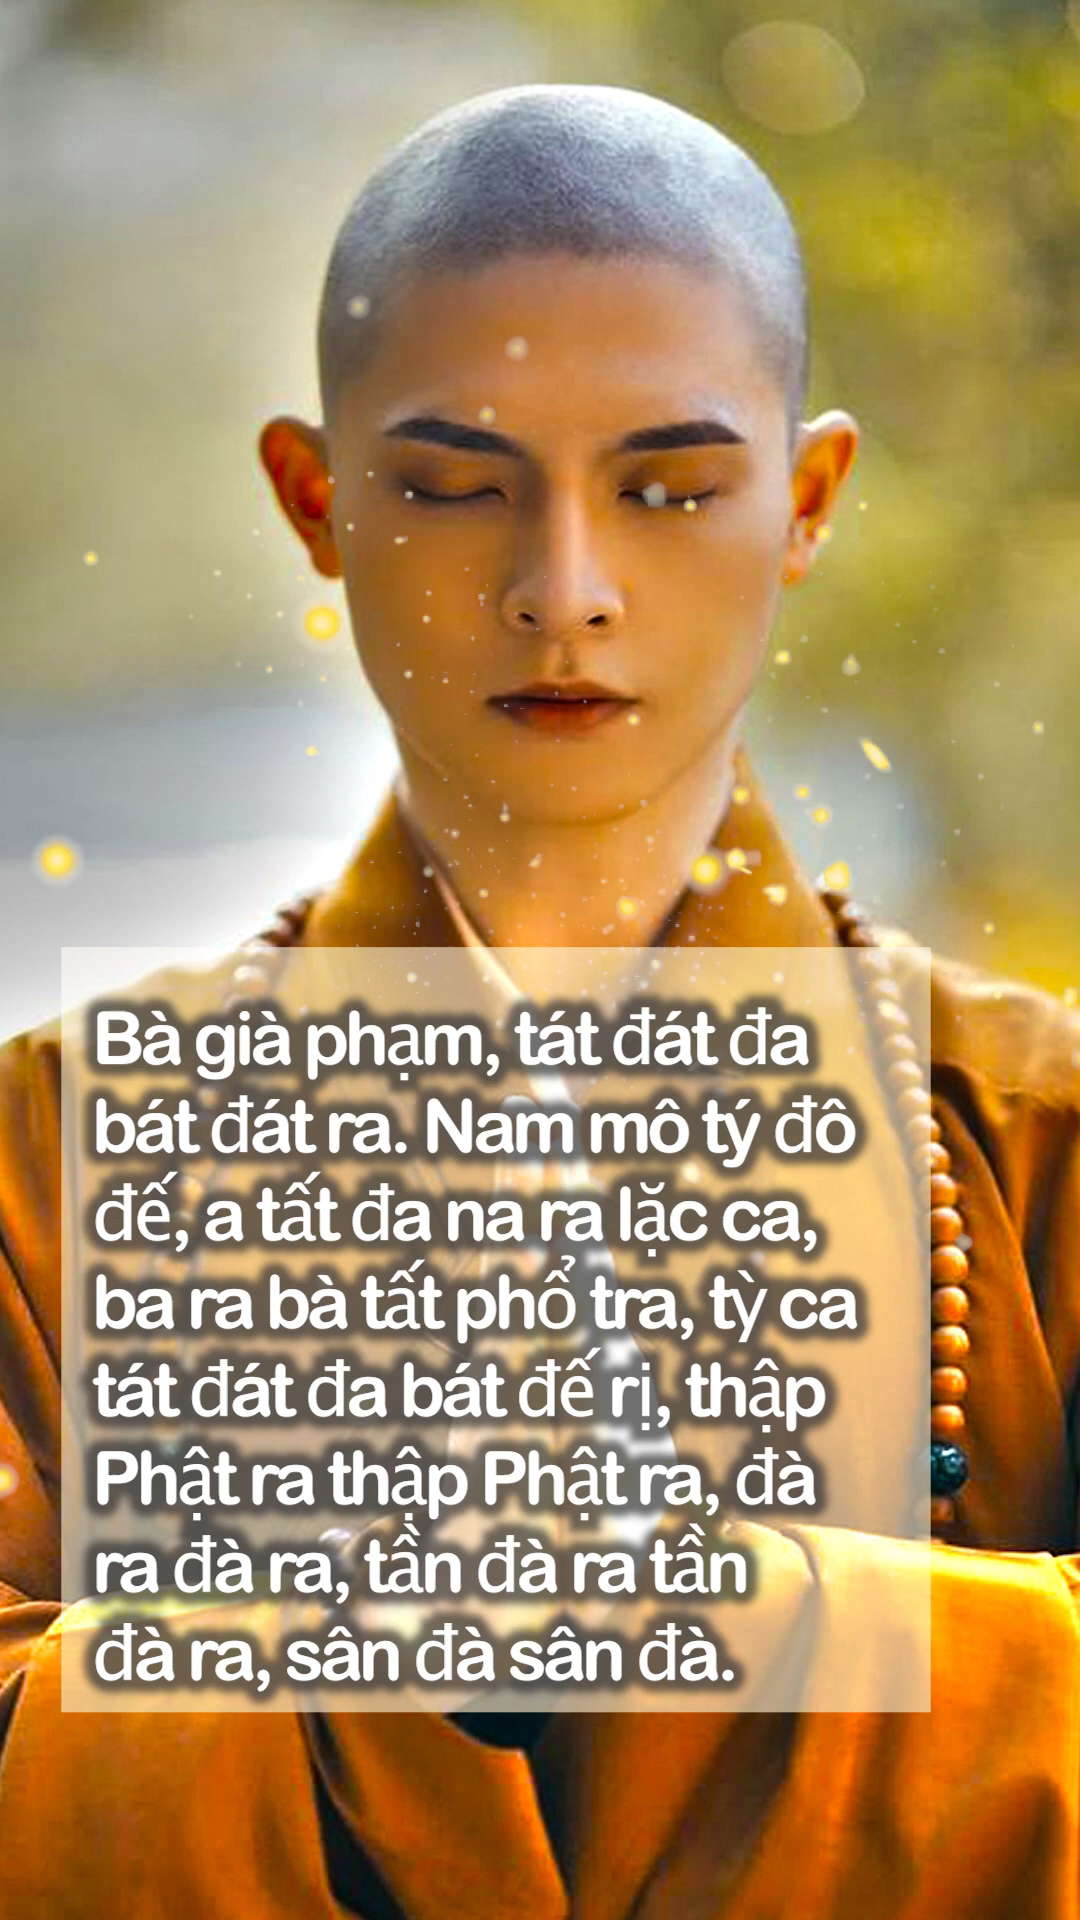 Bà già phạm, tát đát đa
bát đát ra. Nam mô tý đô
đế, a tất đa na ra lặc ca,
ba ra bà tất phổ tra, tỳ ca
tát đát đa bát đế rị, thập
Phật ra thập Phật ra, đà
ra đà ra, tần đà ra tần
đà ra, sân đà sân đà.